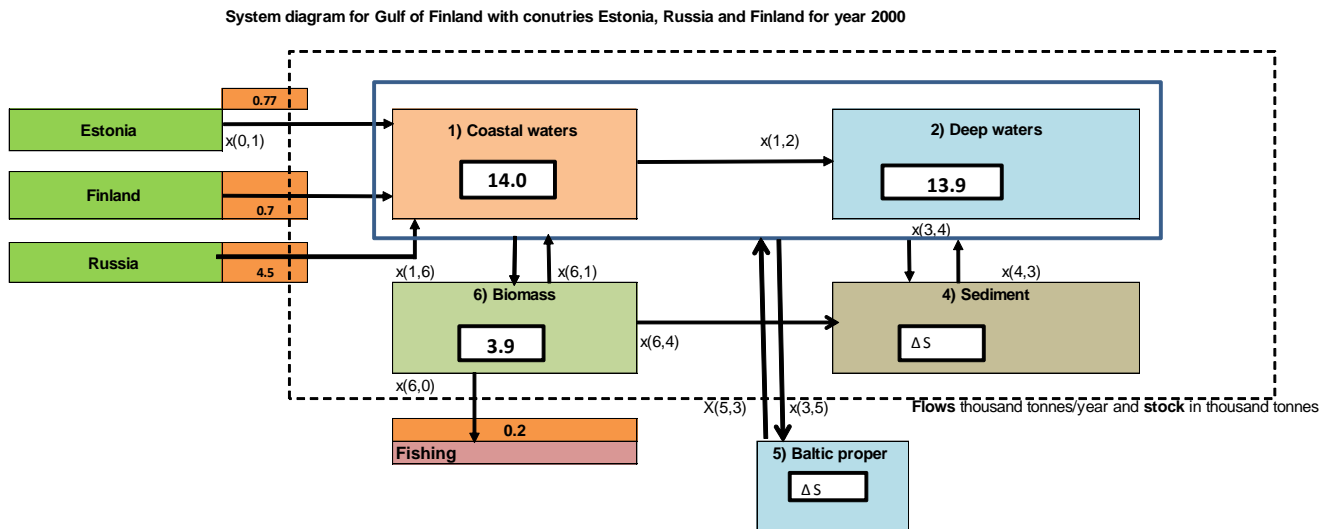 System diagram for Gulf of Finland with conutries Estonia, Russia and Finland for year 2000
0.77
Estonia
x(0,1)
1) Coastal waters
14.0
x(1,2)
2) Deep waters
13.9
Finland
0.7
Russia
4.5
x(3,4)
x(1,6)
x(6,1)
x(4,3)
6) Biomass
3.9
x(6,4)
4) Sediment
Δ S
x(6,0)
X(5,3)
x(3,5)
Flows thousand tonnes/year and stock in thousand tonnes
0.2
Fishing
5) Baltic proper
Δ S